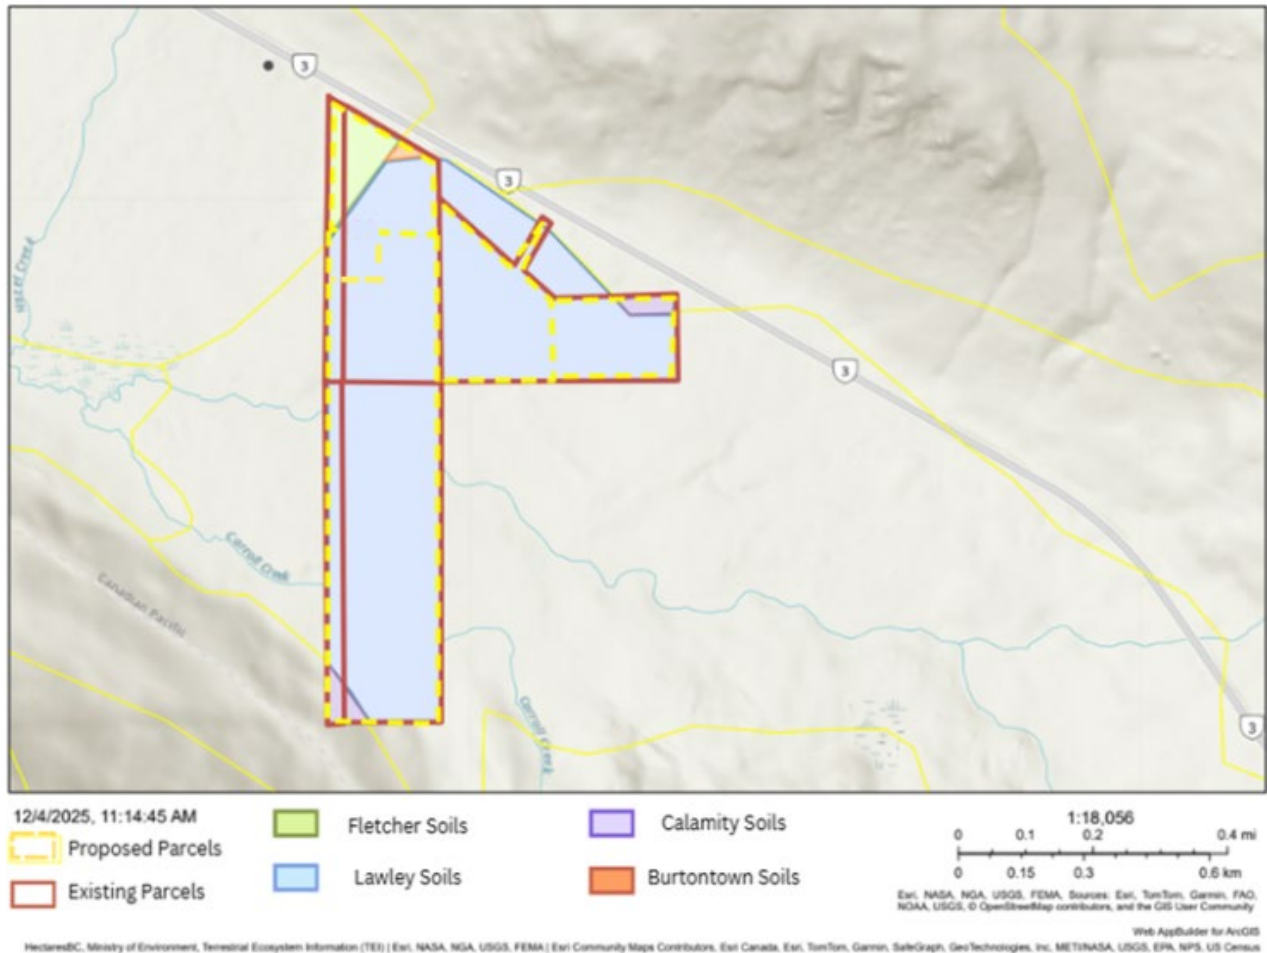 3
3
Hazel Creek
3
Carroll Creek
Canadian Pacific
Carroll Creek
3
12/4/2025, 11:14:45 AM
Proposed Parcels
Existing Parcels
Fletcher Soils
Lawley Soils
Calamity Soils
Burtontown Soils
1:18,056
0 0.1 0.2 0.4 mi
0 0.15 0.3 0.6 km
Esri, NASA, NGA, USGS, FEMA, Sources: Esri, TomTom, Garmin, FAO,
NOAA, USGS, © OpenStreetMap contributors, and the GIS User Community
Web AppBuilder for ArcGIS
HectaresBC, Ministry of Environment, Terrestrial Ecosystem Information (TEI) | Esri, NASA, NGA, USGS, FEMA | Esri Community Maps Contributors, Esri Canada, Esri, TomTom, Garmin, SafeGraph, GeoTechnologies, Inc, METI/NASA, USGS, EPA, NPS, US Census